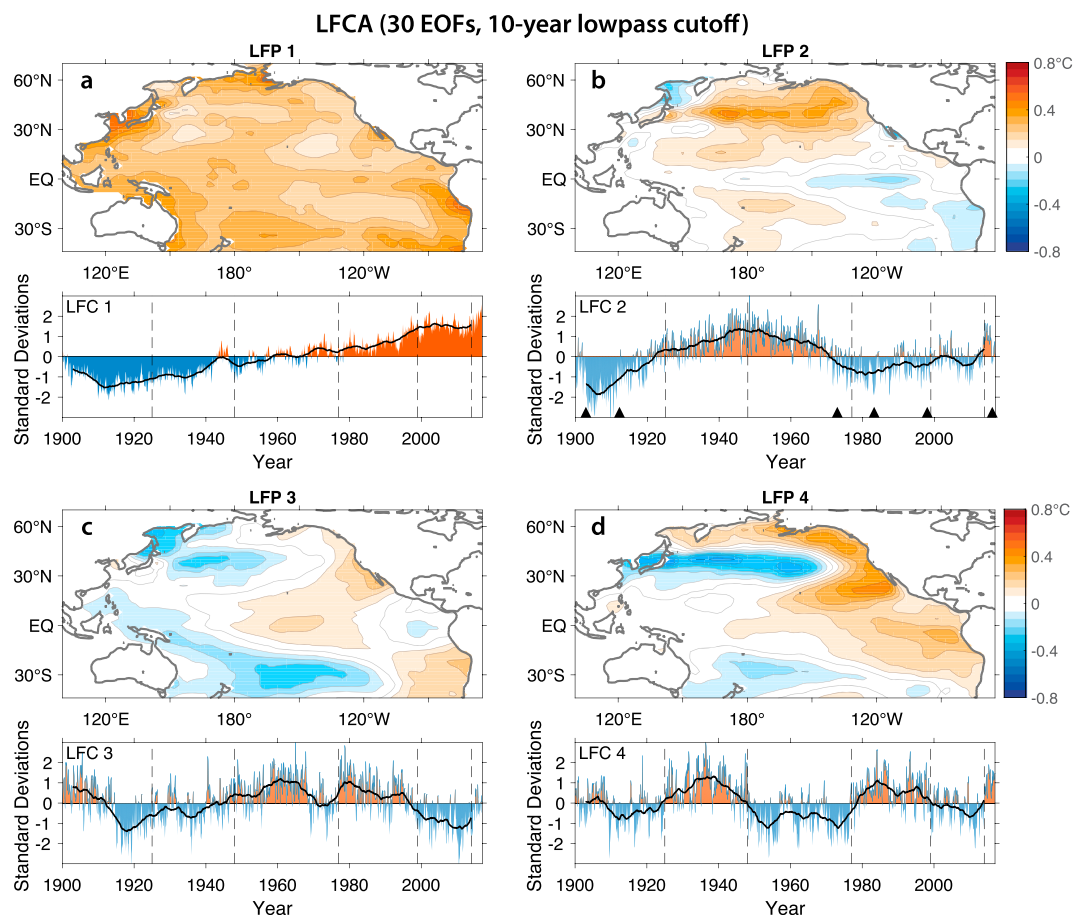 LFCA (30 EOFs, 10-year lowpass cutoff)
LFP 1
LFP 2
a
b
60°N
30°N
EQ
30°S
120°E
180°
120°W
60°N
30°N
EQ
30°S
120°E
180°
120°W
0.8°C
0.4
0
-0.4
-0.8
Standard Deviations
LFC 1
2
1
0
-1
-2
1900
1920
1940
1960
1980
2000
Year
Standard Deviations
LFC 2
2
1
0
-1
-2
1900
1920
1940
1960
1980
2000
Year
LFP 3
LFP 4
c
d
60°N
30°N
EQ
30°S
120°E
180°
120°W
60°N
30°N
EQ
30°S
120°E
180°
120°W
0.8°C
0.4
0
-0.4
-0.8
Standard Deviations
LFC 3
2
1
0
-1
-2
1900
1920
1940
1960
1980
2000
Year
Standard Deviations
LFC 4
2
1
0
-1
-2
1900
1920
1940
1960
1980
2000
Year